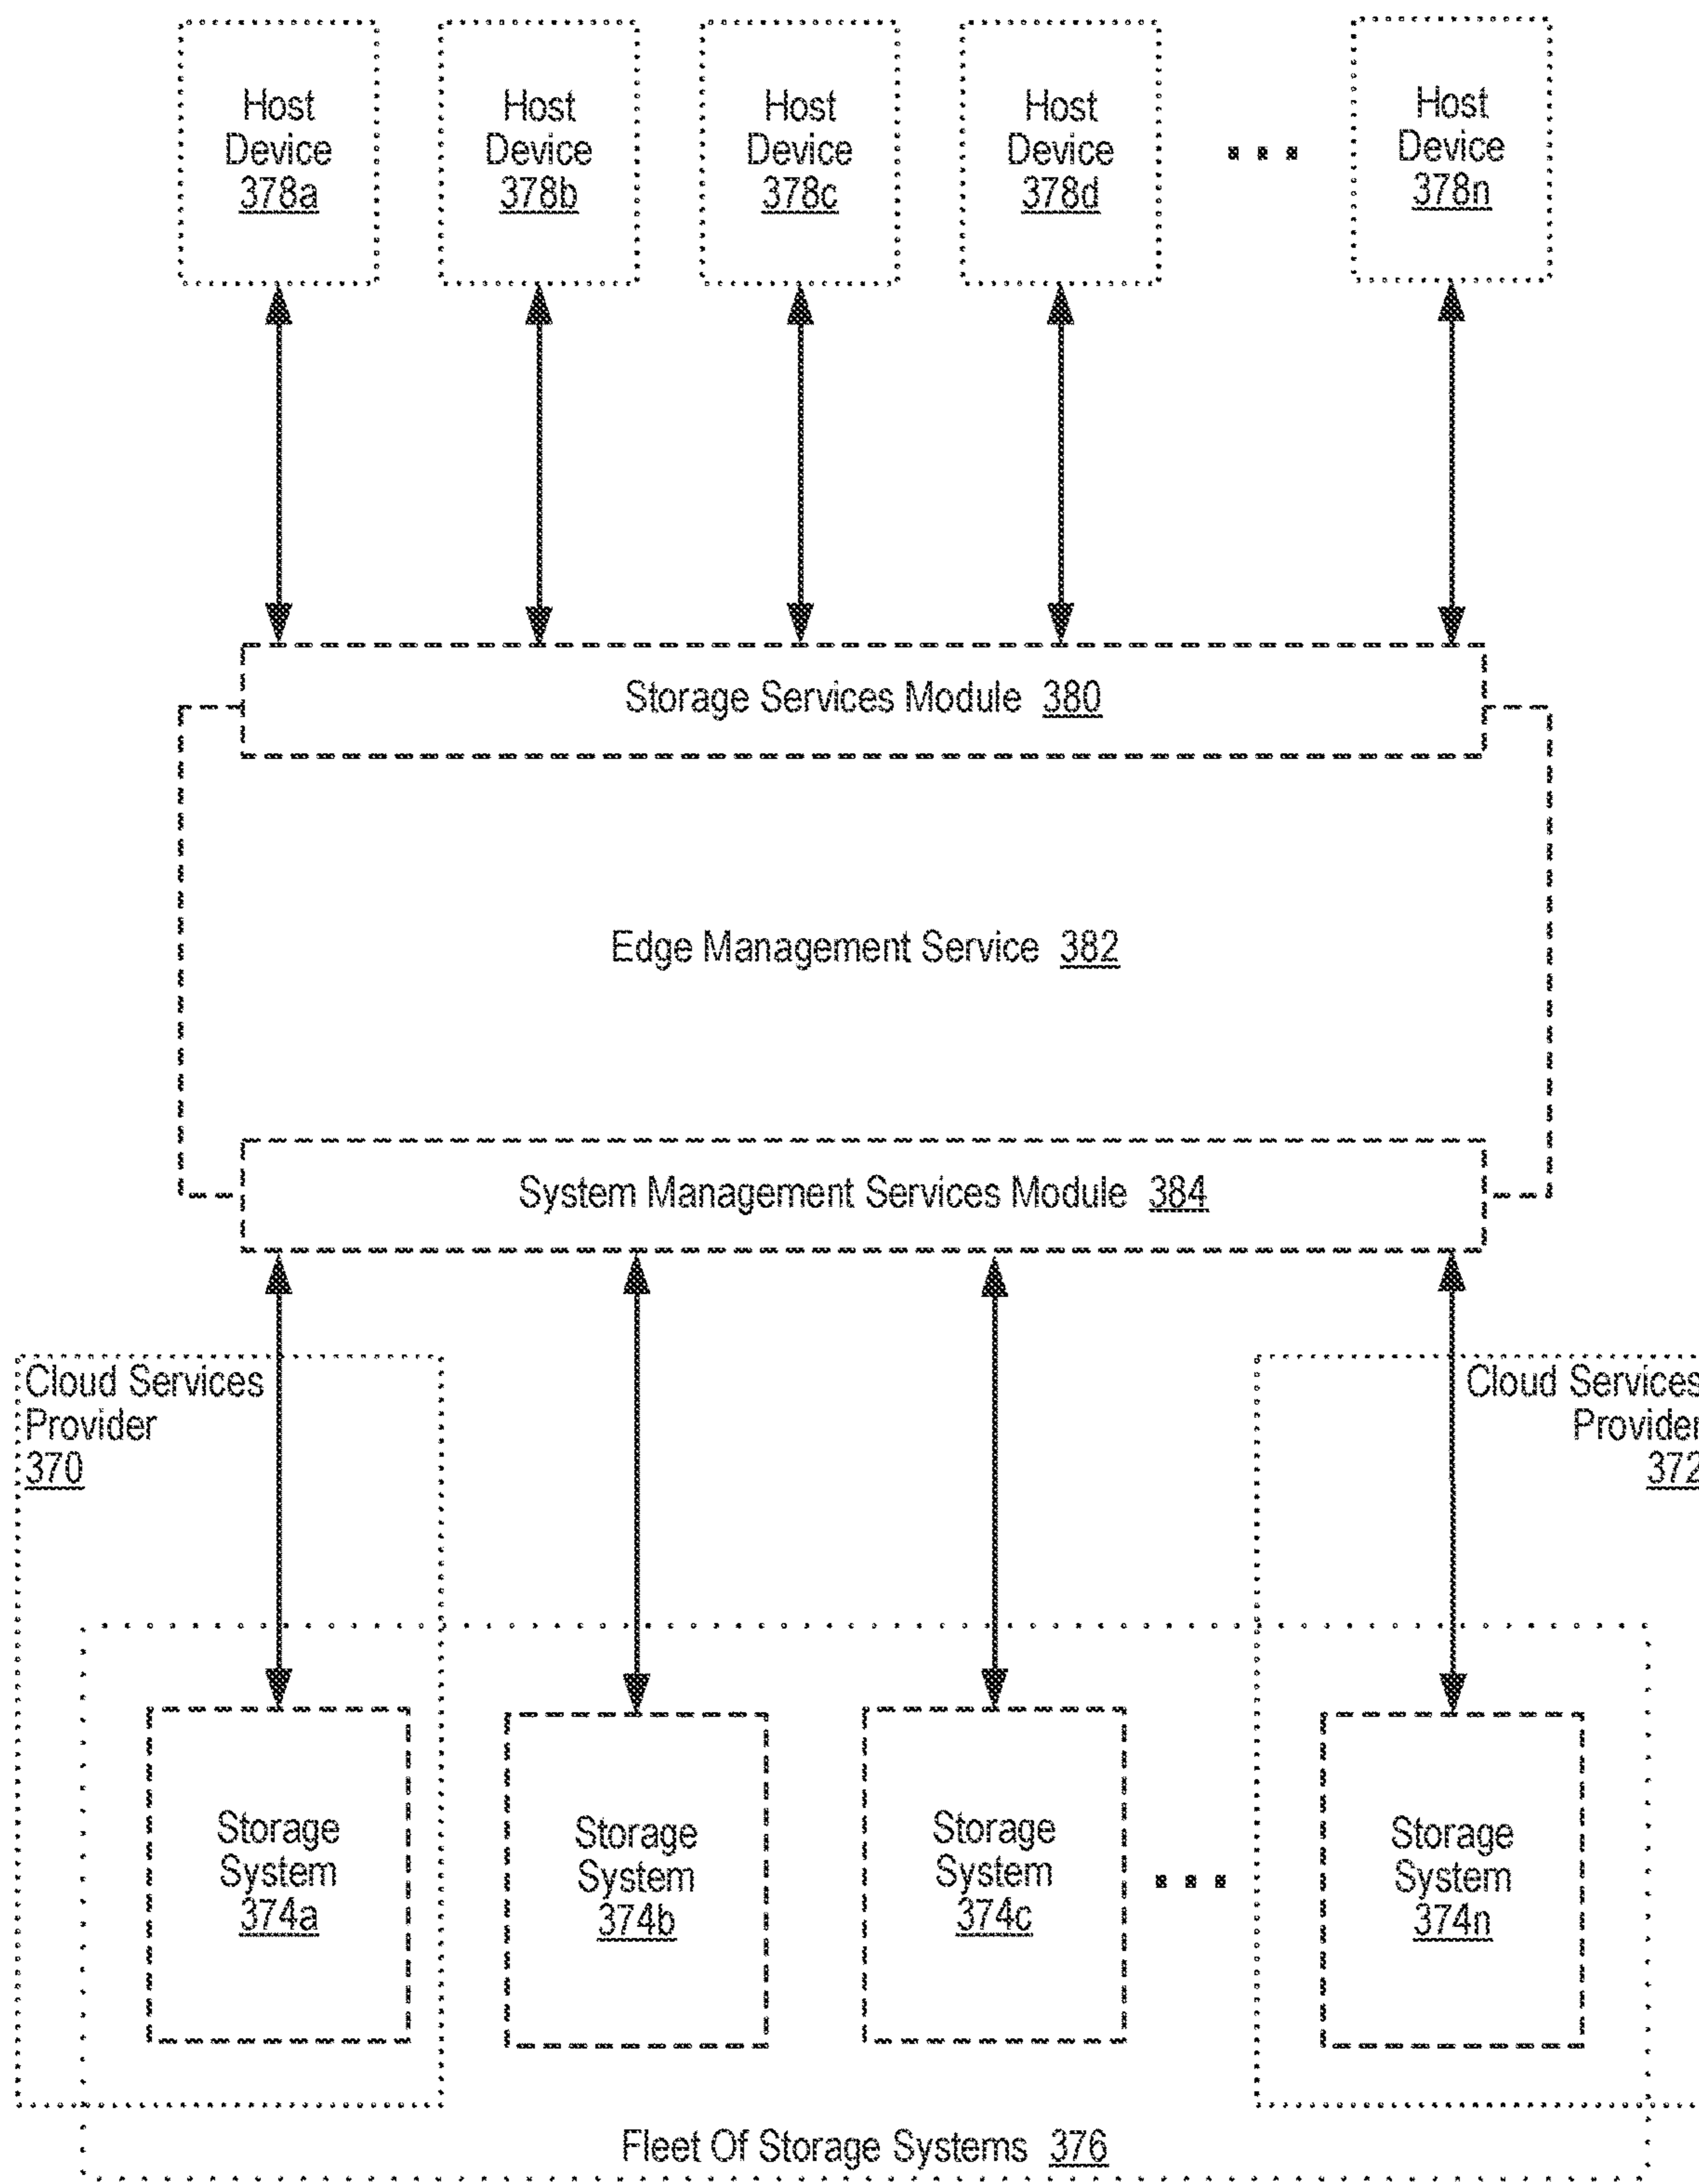 Host
Device
378a
Host
Device
378b
Host
Device
378c
Host
Device
378d
Host
Device
378n
Storage Services Module 380
Edge Management Service 382
System Management Services Module 384
Cloud Services
Provider
370
Cloud Services
Provider
372
Storage
System
374a
Storage
System
374b
Storage
System
374c
Storage
System
374n
Fleet Of Storage Systems 376